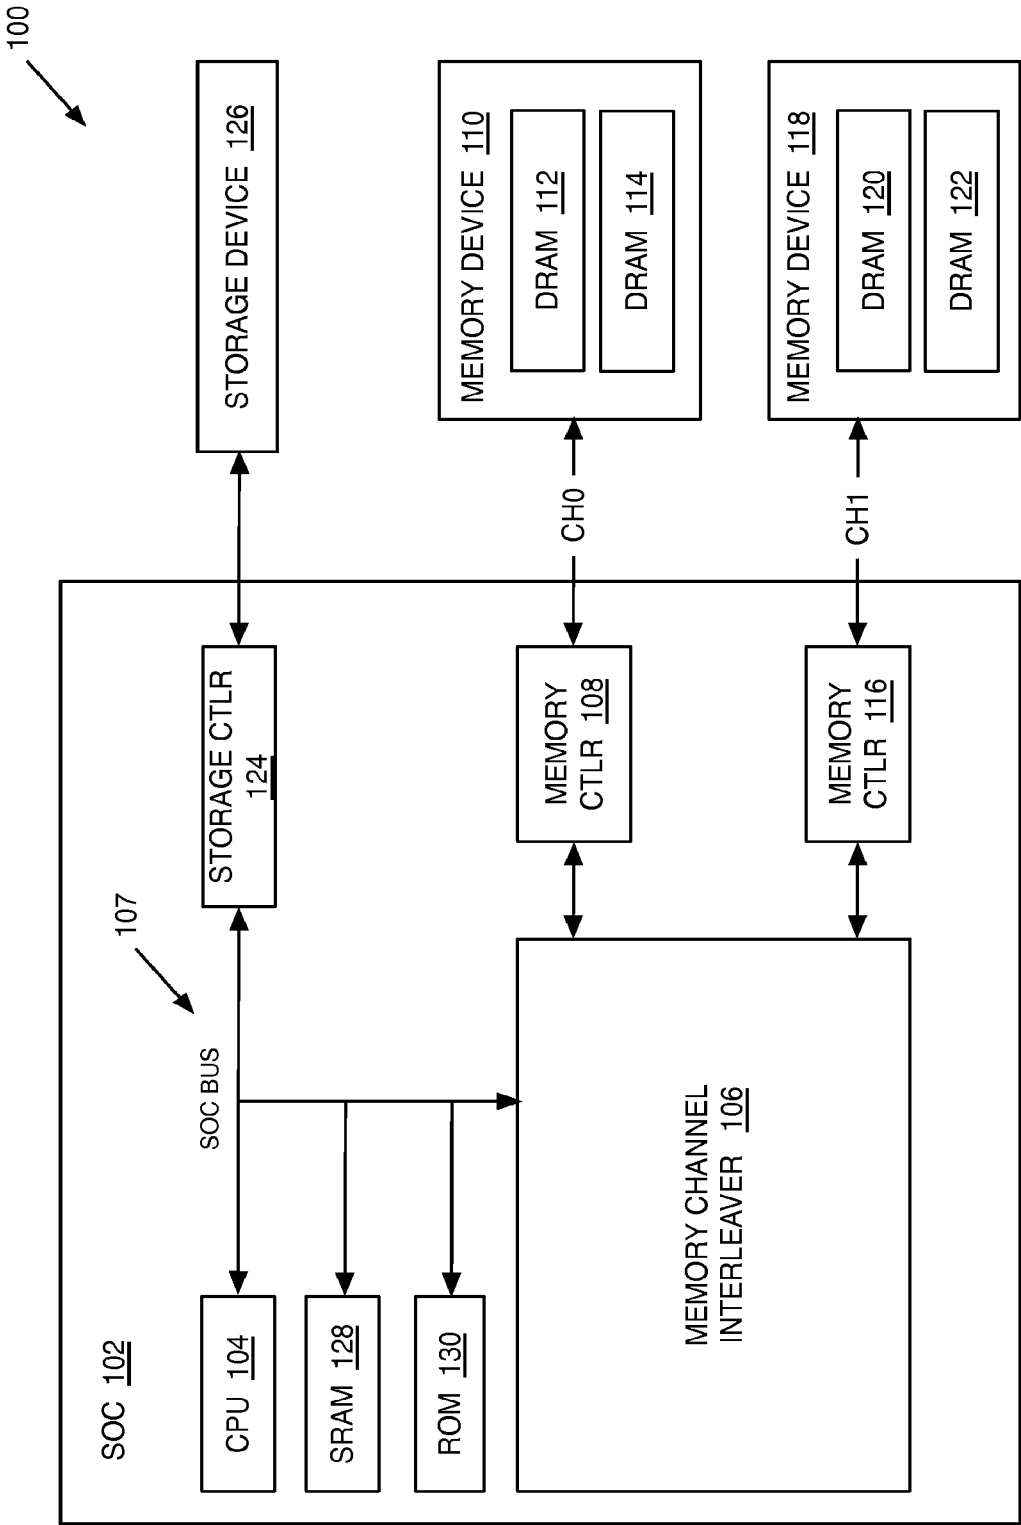 100
SOC 102
CPU 104
SRAM 128
ROM 130
SOC BUS
107
STORAGE CTLR
124
STORAGE DEVICE 126
MEMORY CHANNEL
INTERLEAVER 106
MEMORY
CTLR 108
CH0
MEMORY DEVICE 110
DRAM 112
DRAM 114
MEMORY
CTLR 116
CH1
MEMORY DEVICE 118
DRAM 120
DRAM 122